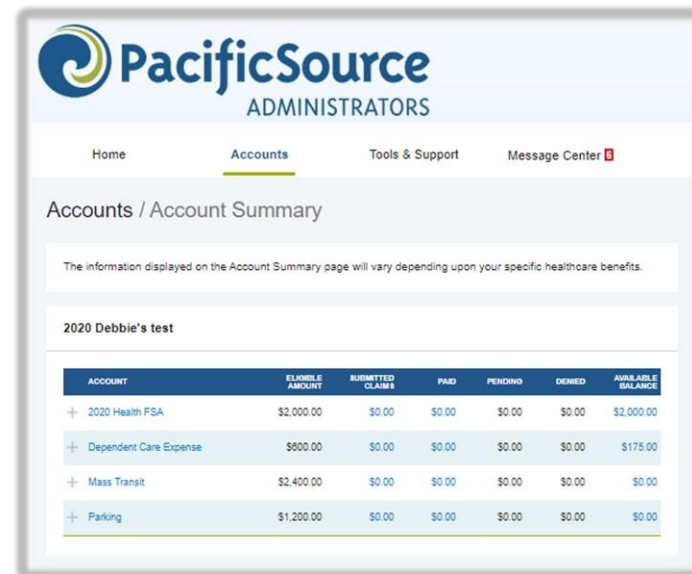 PacificSource
ADMINISTRATORS
Home Accounts Tools & Support Message Center 6
Accounts / Account Summary
The information displayed on the Account Summary page will vary depending upon your specific healthcare benefits.
2020 Debbie's test
ACCOUNT ELIGIBLE AMOUNT SUBMITTED CLAIMS PAID PENDING DENIED AVAILABLE BALANCE
+ 2020 Health FSA $2,000.00 $0.00 $0.00 $0.00 $0.00 $2,000.00
+ Dependent Care Expense $600.00 $0.00 $0.00 $0.00 $0.00 $175.00
+ Mass Transit $2,400.00 $0.00 $0.00 $0.00 $0.00 $0.00
+ Parking $1,200.00 $0.00 $0.00 $0.00 $0.00 $0.00